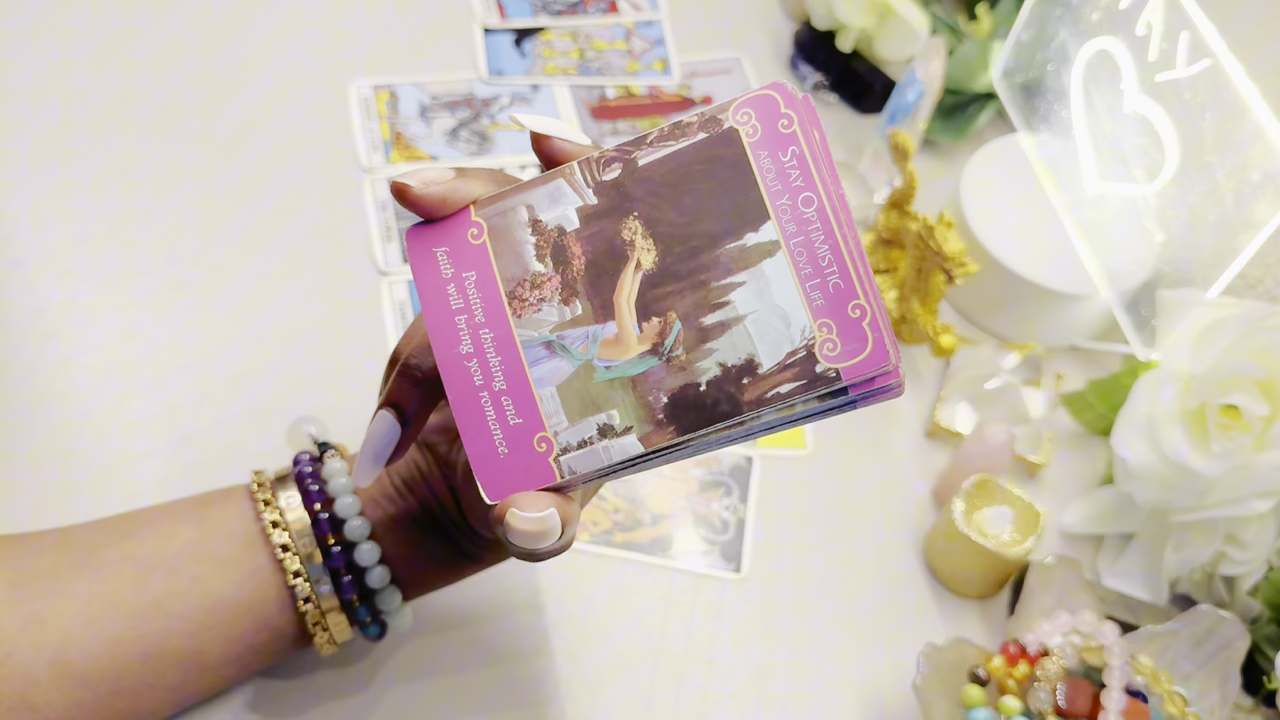 STAY OPTIMISTIC
ABOUT YOUR LOVE LIFE
Positive thinking and
faith will bring you romance.